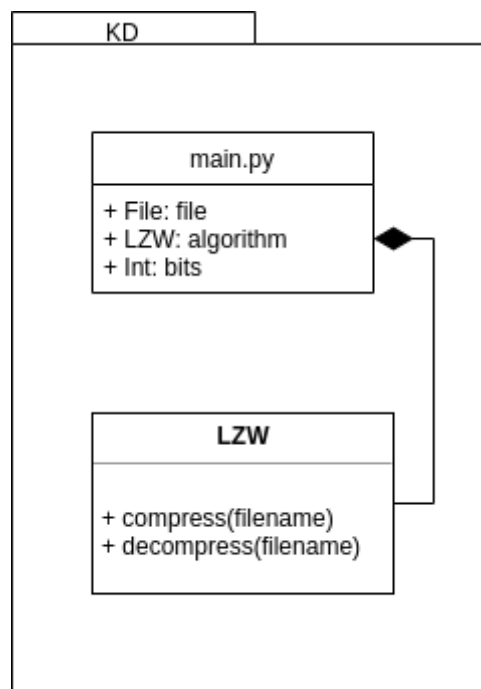 KD
main.py
+ File: file
+ LZW: algorithm
+ Int: bits
LZW
+ compress(filename)
+ decompress(filename)